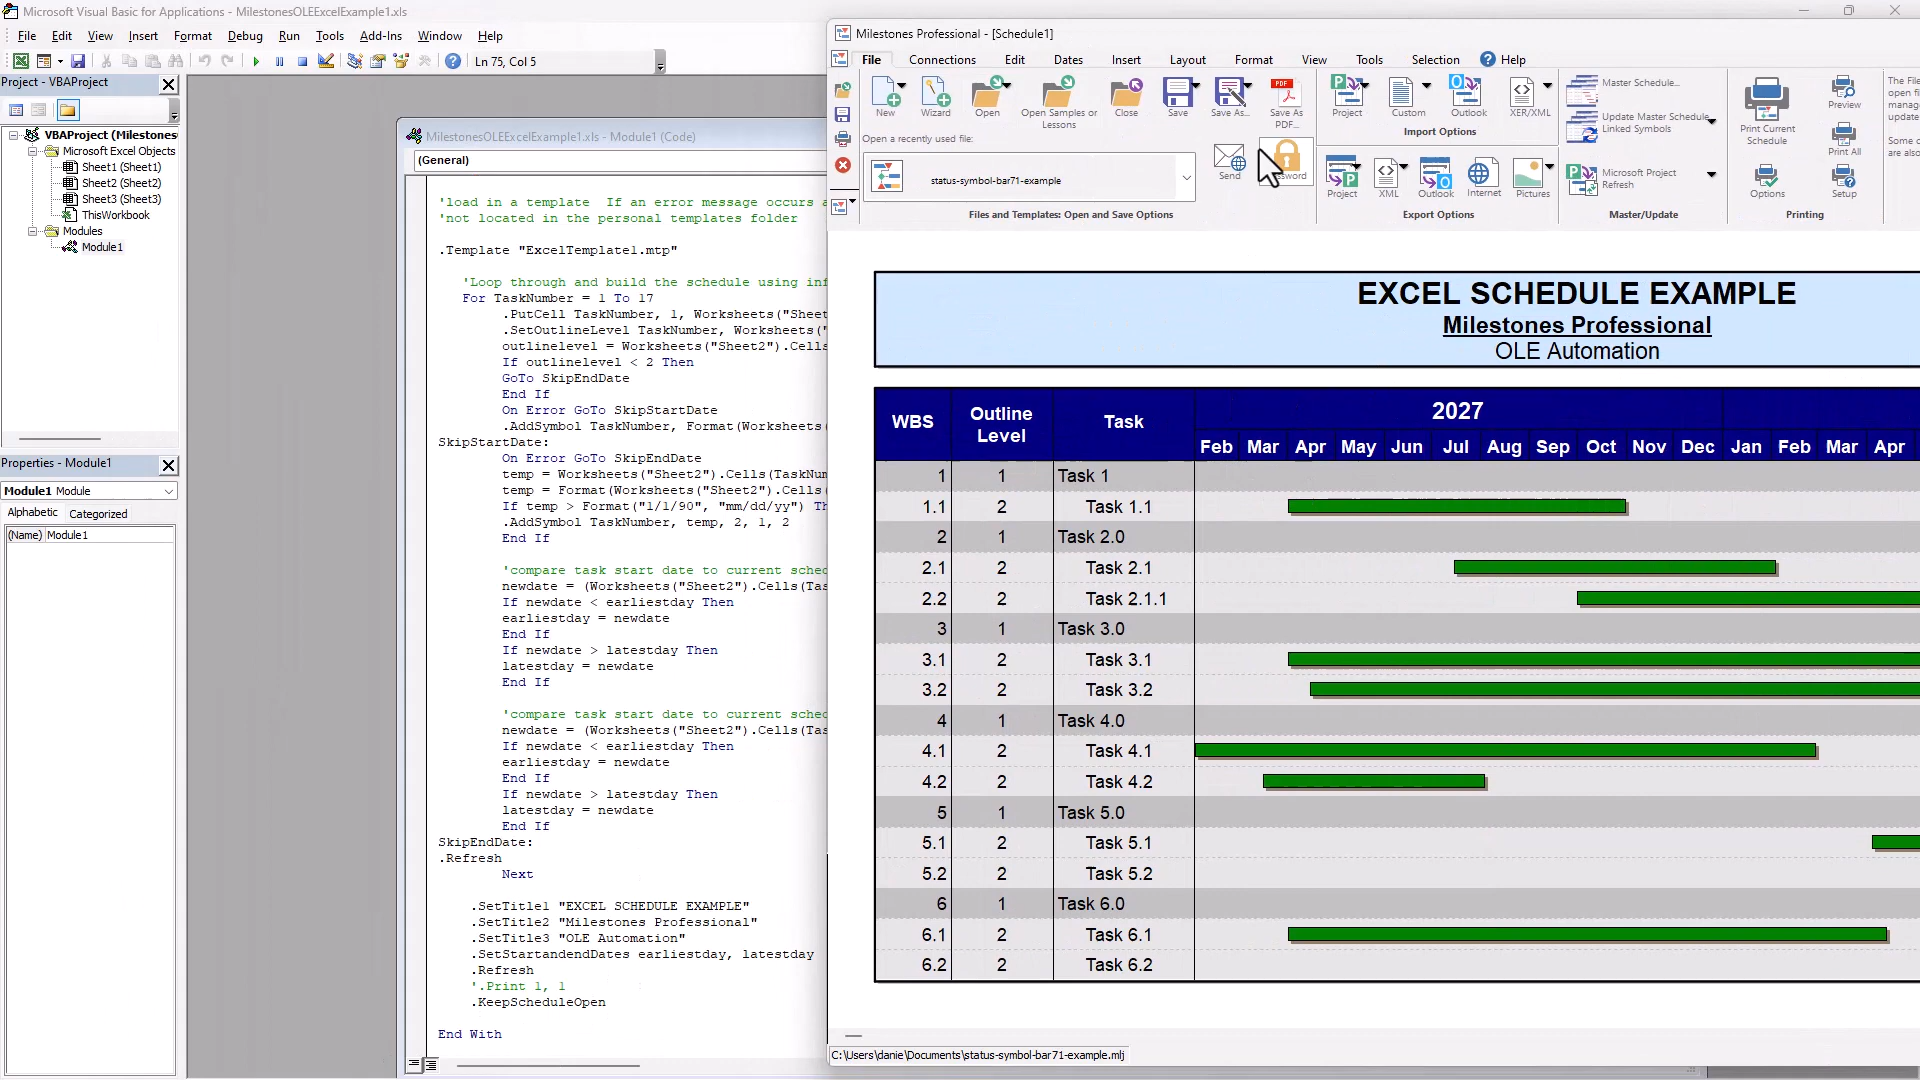 Microsoft Visual Basic for Applications - MilestonesOLEExcelExample1.xls
File Edit View Insert Format Debug Run Tools Add-Ins Window Help
Ln 75, Col 5
Project - VBAProject
VBAProject (Milestones
Microsoft Excel Objects
Sheet1 (Sheet1)
Sheet2 (Sheet2)
Sheet3 (Sheet3)
ThisWorkbook
Modules
Module1
Properties - Module1
Module1 Module
Alphabetic Categorized
(Name) Module1
MilestonesOLEExcelExample1.xls - Module1 (Code)
(General)
'load in a template  If an error message occurs
'not located in the personal templates folder
.Template "ExcelTemplate1.mtp"
'Loop through and build the schedule using inf
For TaskNumber = 1 To 17
.PutCell TaskNumber, 1, Worksheets("Sheet
.SetOutlineLevel TaskNumber, Worksheets("
outlinelevel = Worksheets("Sheet2").Cells
If outlinelevel < 2 Then
GoTo SkipEndDate
End If
On Error GoTo SkipStartDate
.AddSymbol TaskNumber, Format(Worksheets(
SkipStartDate:
On Error GoTo SkipEndDate
temp = Worksheets("Sheet2").Cells(TaskNum
temp = Format(Worksheets("Sheet2").Cells(
If temp > Format("1/1/90", "mm/dd/yy") Th
.AddSymbol TaskNumber, temp, 2, 1, 2
End If
'compare task start date to current sched
newdate = (Worksheets("Sheet2").Cells(Tas
If newdate < earliestday Then
earliestday = newdate
End If
If newdate > latestday Then
latestday = newdate
End If
'compare task start date to current sched
newdate = (Worksheets("Sheet2").Cells(Tas
If newdate < earliestday Then
earliestday = newdate
End If
If newdate > latestday Then
latestday = newdate
End If
SkipEndDate:
.Refresh
Next
.SetTitle1 "EXCEL SCHEDULE EXAMPLE"
.SetTitle2 "Milestones Professional"
.SetTitle3 "OLE Automation"
.SetStartandendDates earliestday, latestday
.Refresh
'.Print 1, 1
.KeepScheduleOpen
End With
Milestones Professional - [Schedule1]
File Connections Edit Dates Insert Layout Format View Tools Selection Help
New Wizard Open Open Samples or Lessons Close Save Save As... Save As PDF...
PDF
Open a recently used file:
status-symbol-bar71-example
Send
Files and Templates: Open and Save Options
Project Custom Outlook XER/XML
Import Options
Project XML Outlook Internet Pictures
Export Options
Master Schedule...
Update Master Schedule Linked Symbols
Microsoft Project Refresh
Master/Update
Print Current Schedule
Preview
Print All
Options Setup
Printing
The File
open fil
manage
update
Some o
are also
EXCEL SCHEDULE EXAMPLE
Milestones Professional
OLE Automation
WBS Outline Level Task 2027
Feb Mar Apr May Jun Jul Aug Sep Oct Nov Dec Jan Feb Mar Apr
1 1 Task 1
1.1 2 Task 1.1
2 1 Task 2.0
2.1 2 Task 2.1
2.2 2 Task 2.1.1
3 1 Task 3.0
3.1 2 Task 3.1
3.2 2 Task 3.2
4 1 Task 4.0
4.1 2 Task 4.1
4.2 2 Task 4.2
5 1 Task 5.0
5.1 2 Task 5.1
5.2 2 Task 5.2
6 1 Task 6.0
6.1 2 Task 6.1
6.2 2 Task 6.2
C:\Users\danie\Documents\status-symbol-bar71-example.mlj